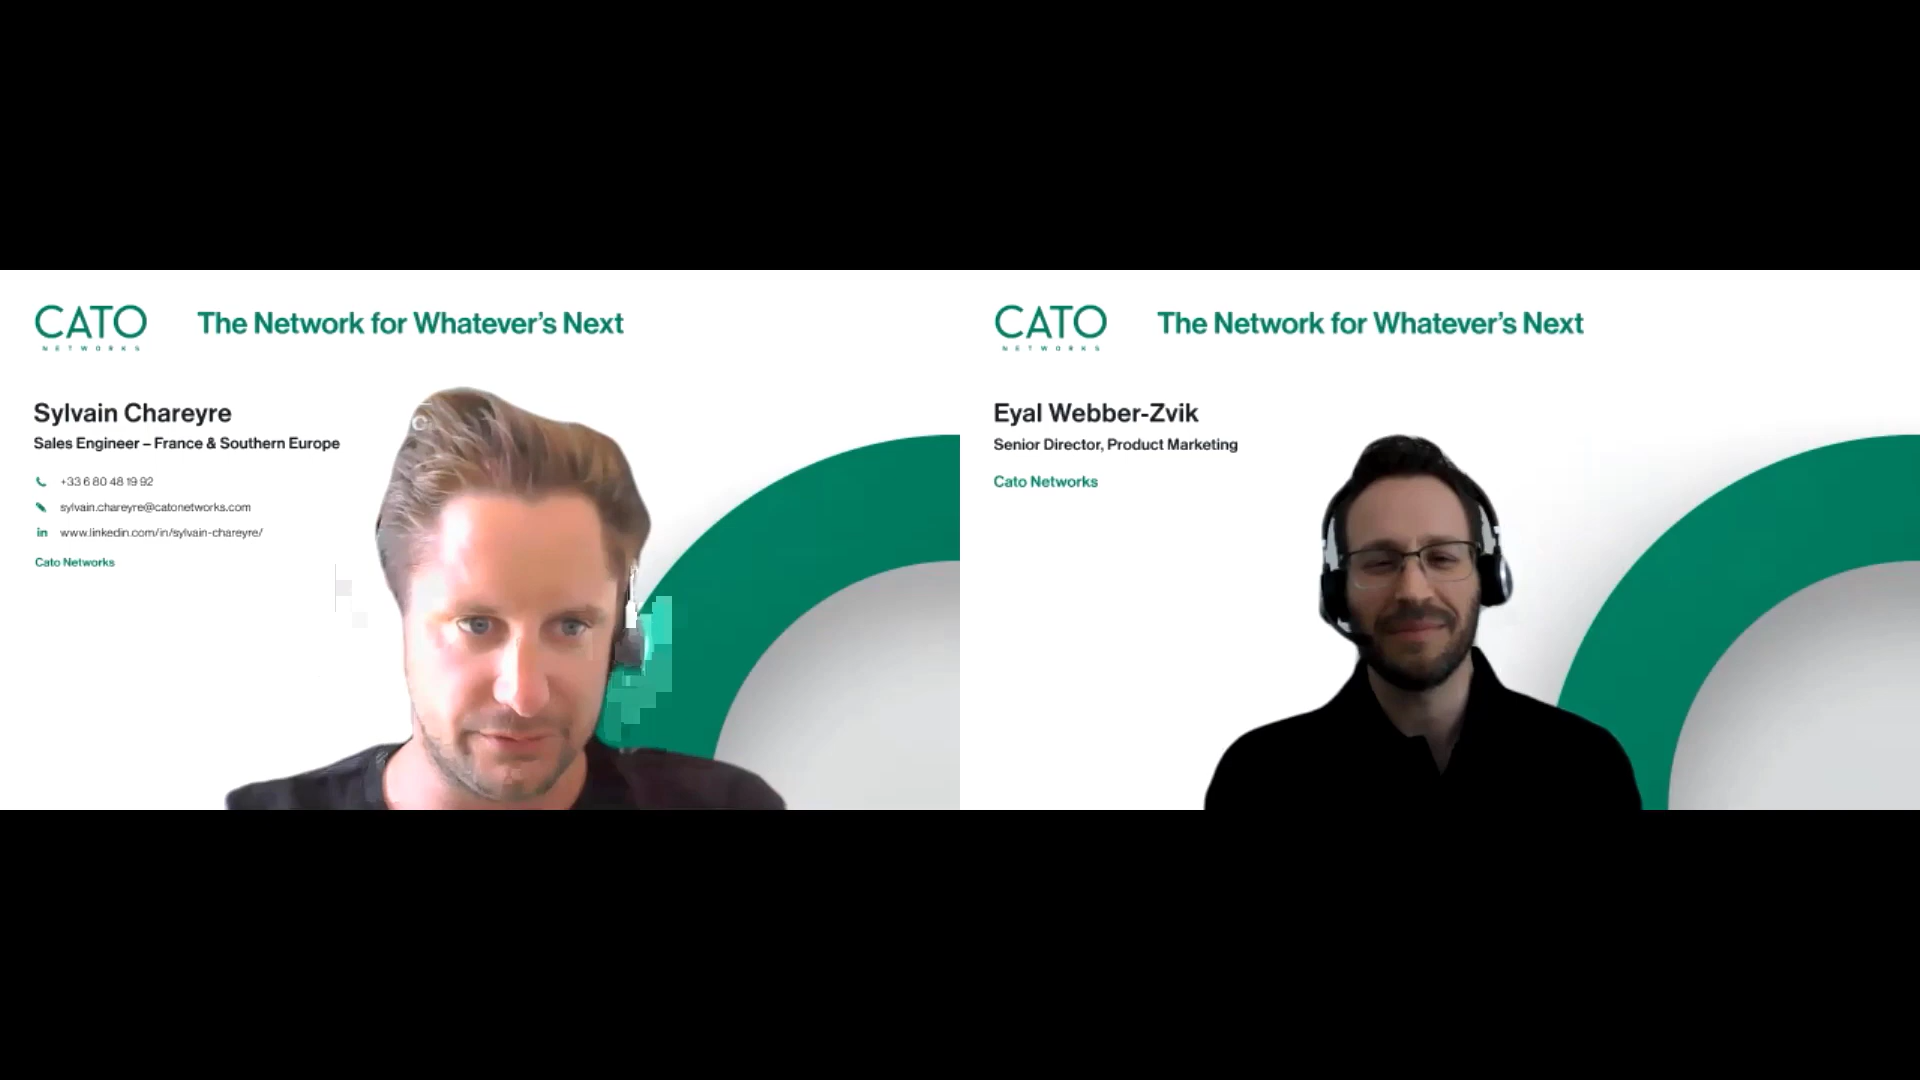 CATO
NETWORKS
The Network for Whatever's Next
Sylvain Chareyre
Sales Engineer – France & Southern Europe
+33 6 80 48 19 92
sylvain.chareyre@catonetworks.com
in www.linkedin.com/in/sylvain-chareyre/
Cato Networks
CATO
NETWORKS
The Network for Whatever's Next
Eyal Webber-Zvik
Senior Director, Product Marketing
Cato Networks